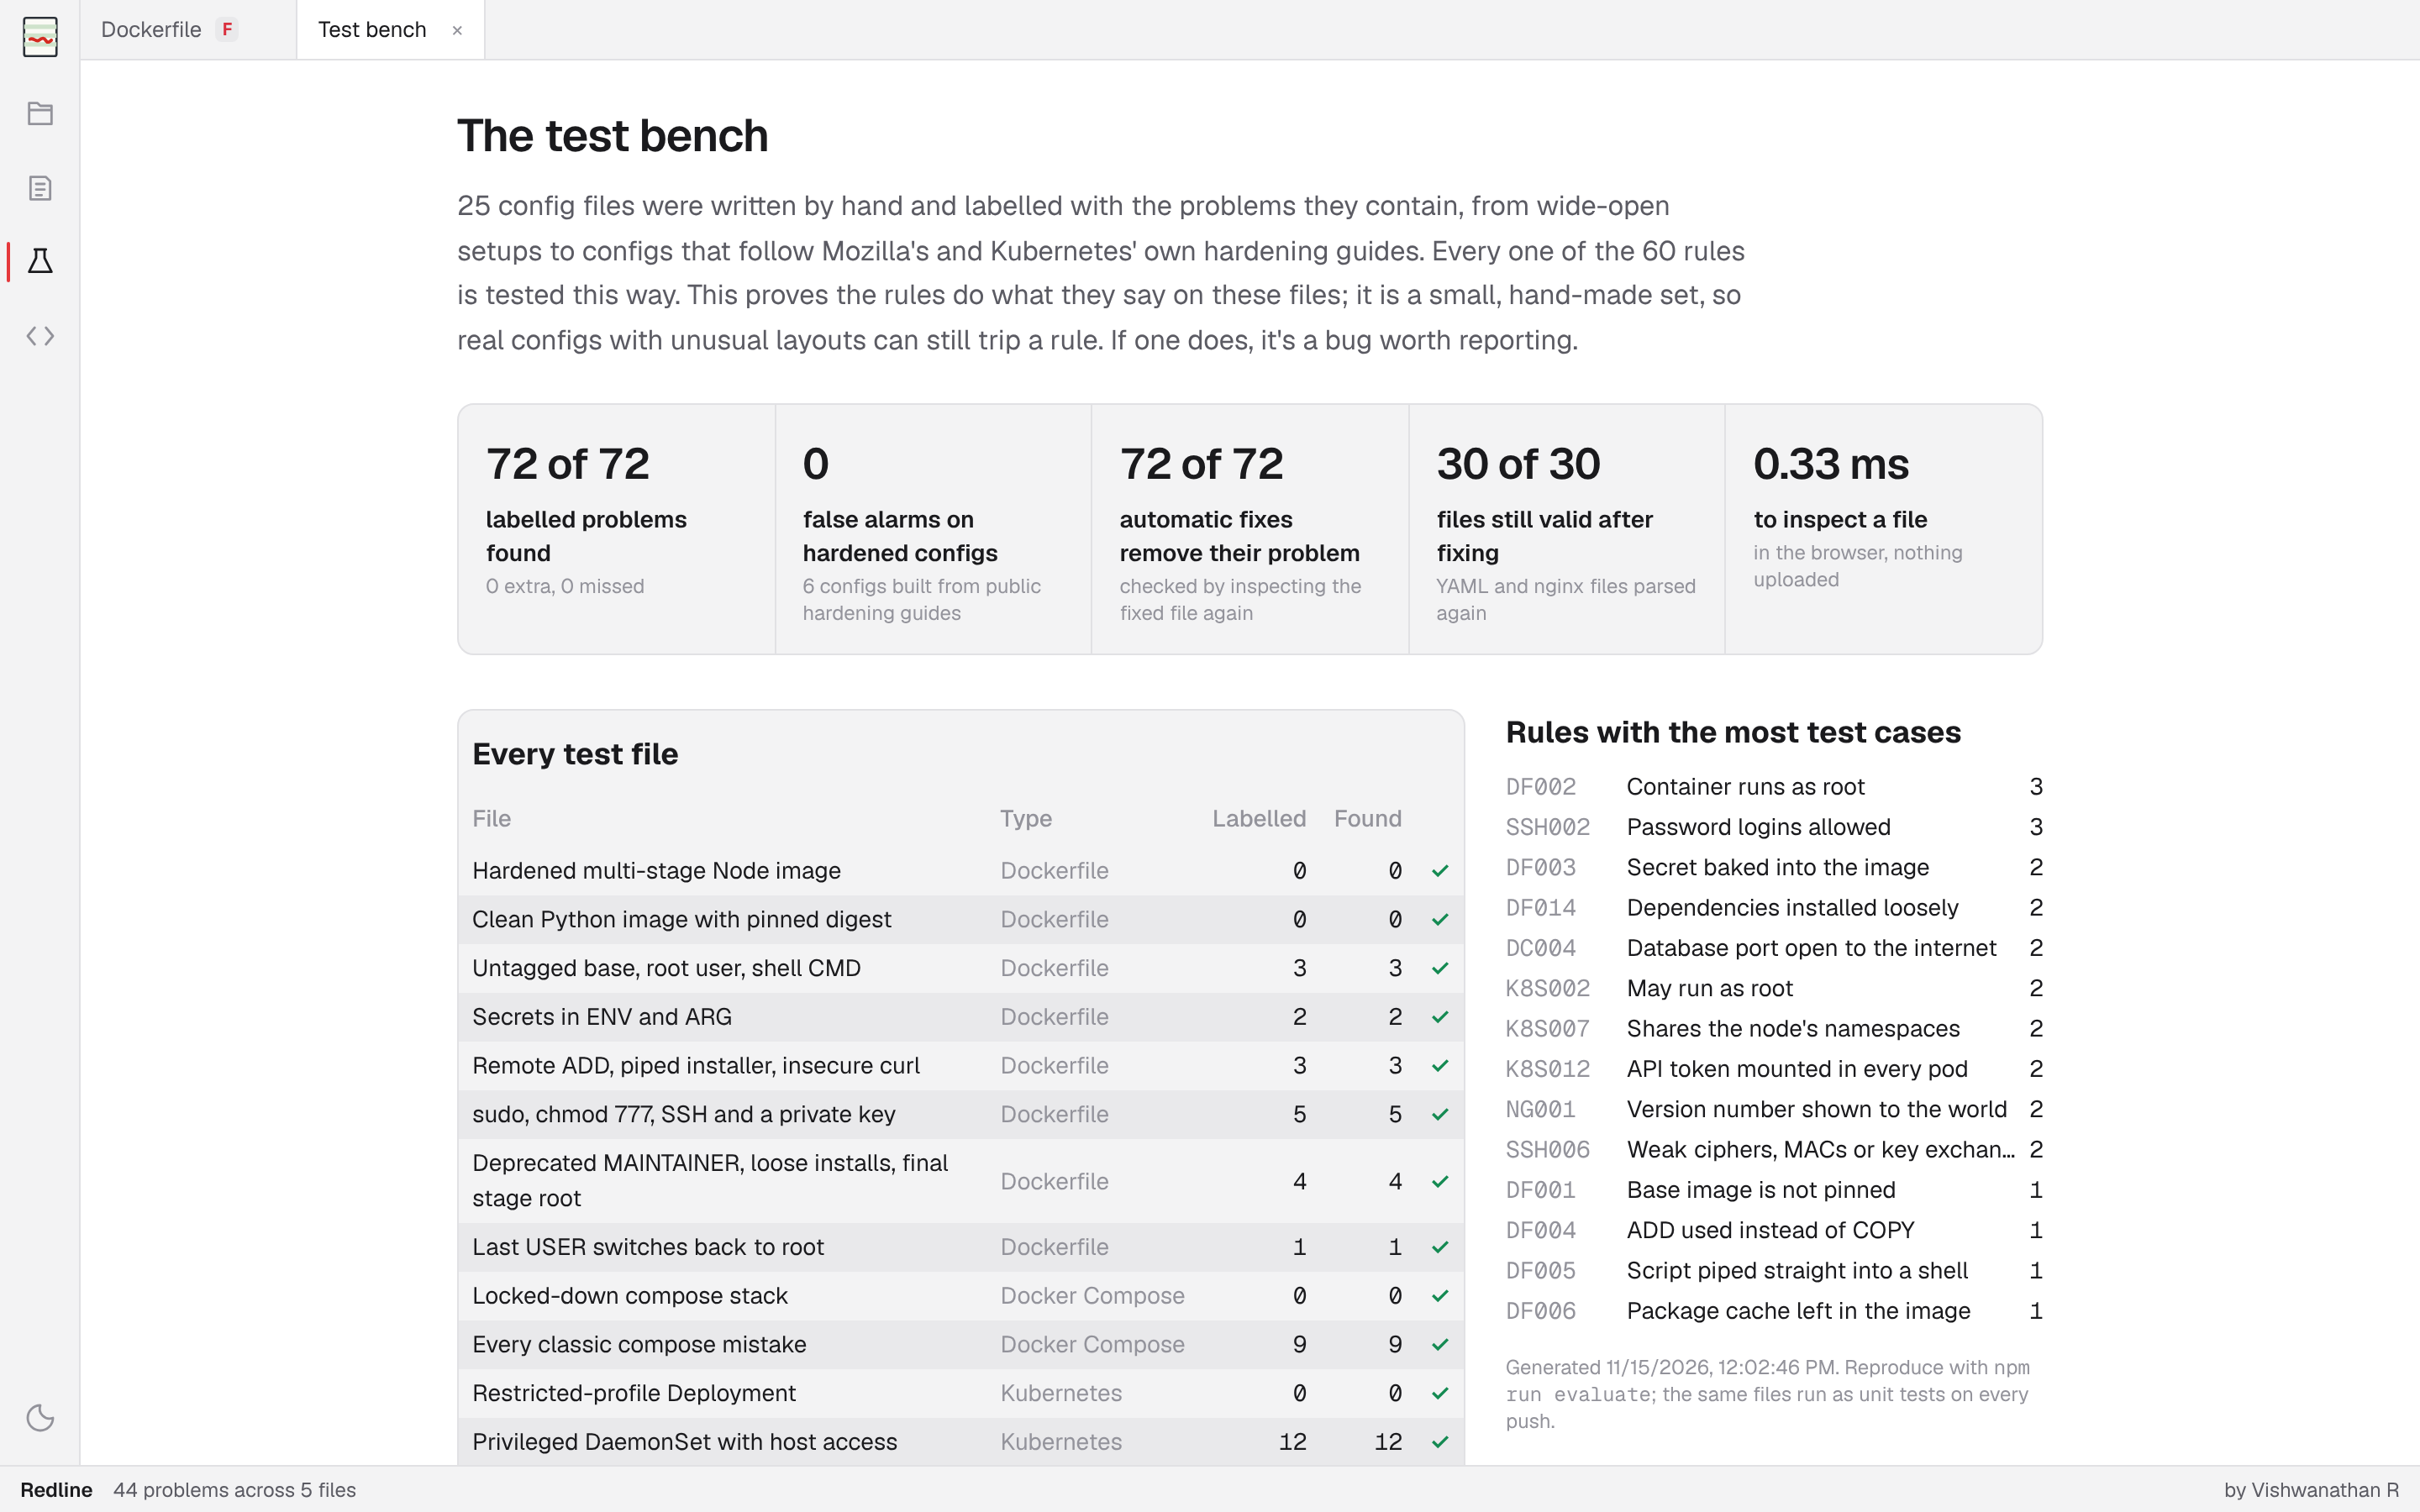 Dockerfile F
Test bench ×
The test bench
25 config files were written by hand and labelled with the problems they contain, from wide-open
setups to configs that follow Mozilla's and Kubernetes' own hardening guides. Every one of the 60 rules
is tested this way. This proves the rules do what they say on these files; it is a small, hand-made set, so
real configs with unusual layouts can still trip a rule. If one does, it's a bug worth reporting.
72 of 72
labelled problems
found
0 extra, 0 missed
0
false alarms on
hardened configs
6 configs built from public
hardening guides
72 of 72
automatic fixes
remove their problem
checked by inspecting the
fixed file again
30 of 30
files still valid after
fixing
YAML and nginx files parsed
again
0.33 ms
to inspect a file
in the browser, nothing
uploaded
Every test file
File Type Labelled Found
Hardened multi-stage Node image Dockerfile 0 0
Clean Python image with pinned digest Dockerfile 0 0
Untagged base, root user, shell CMD Dockerfile 3 3
Secrets in ENV and ARG Dockerfile 2 2
Remote ADD, piped installer, insecure curl Dockerfile 3 3
sudo, chmod 777, SSH and a private key Dockerfile 5 5
Deprecated MAINTAINER, loose installs, final
stage root Dockerfile 4 4
Last USER switches back to root Dockerfile 1 1
Locked-down compose stack Docker Compose 0 0
Every classic compose mistake Docker Compose 9 9
Restricted-profile Deployment Kubernetes 0 0
Privileged DaemonSet with host access Kubernetes 12 12
Rules with the most test cases
DF002 Container runs as root 3
SSH002 Password logins allowed 3
DF003 Secret baked into the image 2
DF014 Dependencies installed loosely 2
DC004 Database port open to the internet 2
K8S002 May run as root 2
K8S007 Shares the node's namespaces 2
K8S012 API token mounted in every pod 2
NG001 Version number shown to the world 2
SSH006 Weak ciphers, MACs or key exchan... 2
DF001 Base image is not pinned 1
DF004 ADD used instead of COPY 1
DF005 Script piped straight into a shell 1
DF006 Package cache left in the image 1
Generated 11/15/2026, 12:02:46 PM. Reproduce with npm
run evaluate; the same files run as unit tests on every
push.
Redline 44 problems across 5 files
by Vishwanathan R